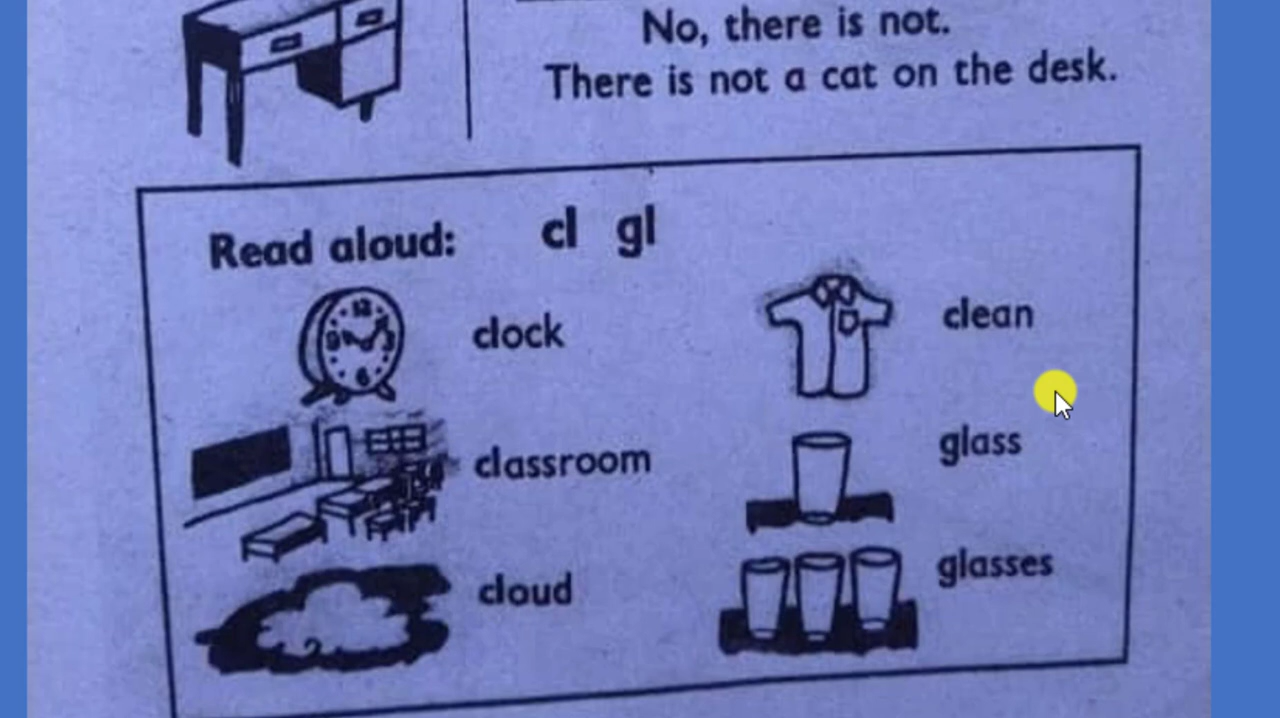 No, there is not.
There is not a cat on the desk.
Read aloud: cl gl
clock
clean
classroom
glass
cloud
glasses